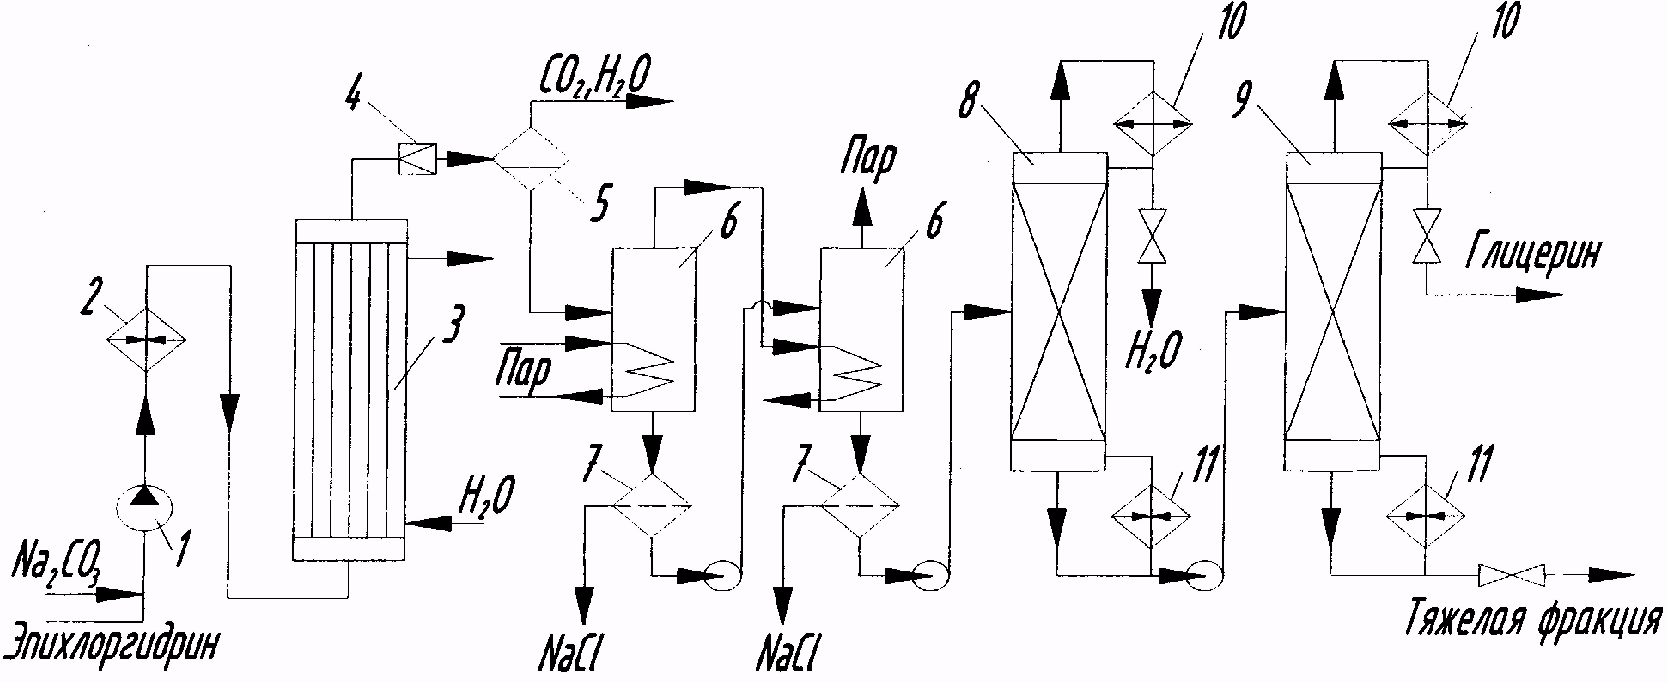 10
10
CO₂,H₂O
4
8
9
Пар
5
6
6
Глицерин
2
3
H₂O
Пар
7
7
11
11
H₂O
1
Na₂CO₃
Эпихлоргидрин
NaCl
NaCl
Тяжелая фракция